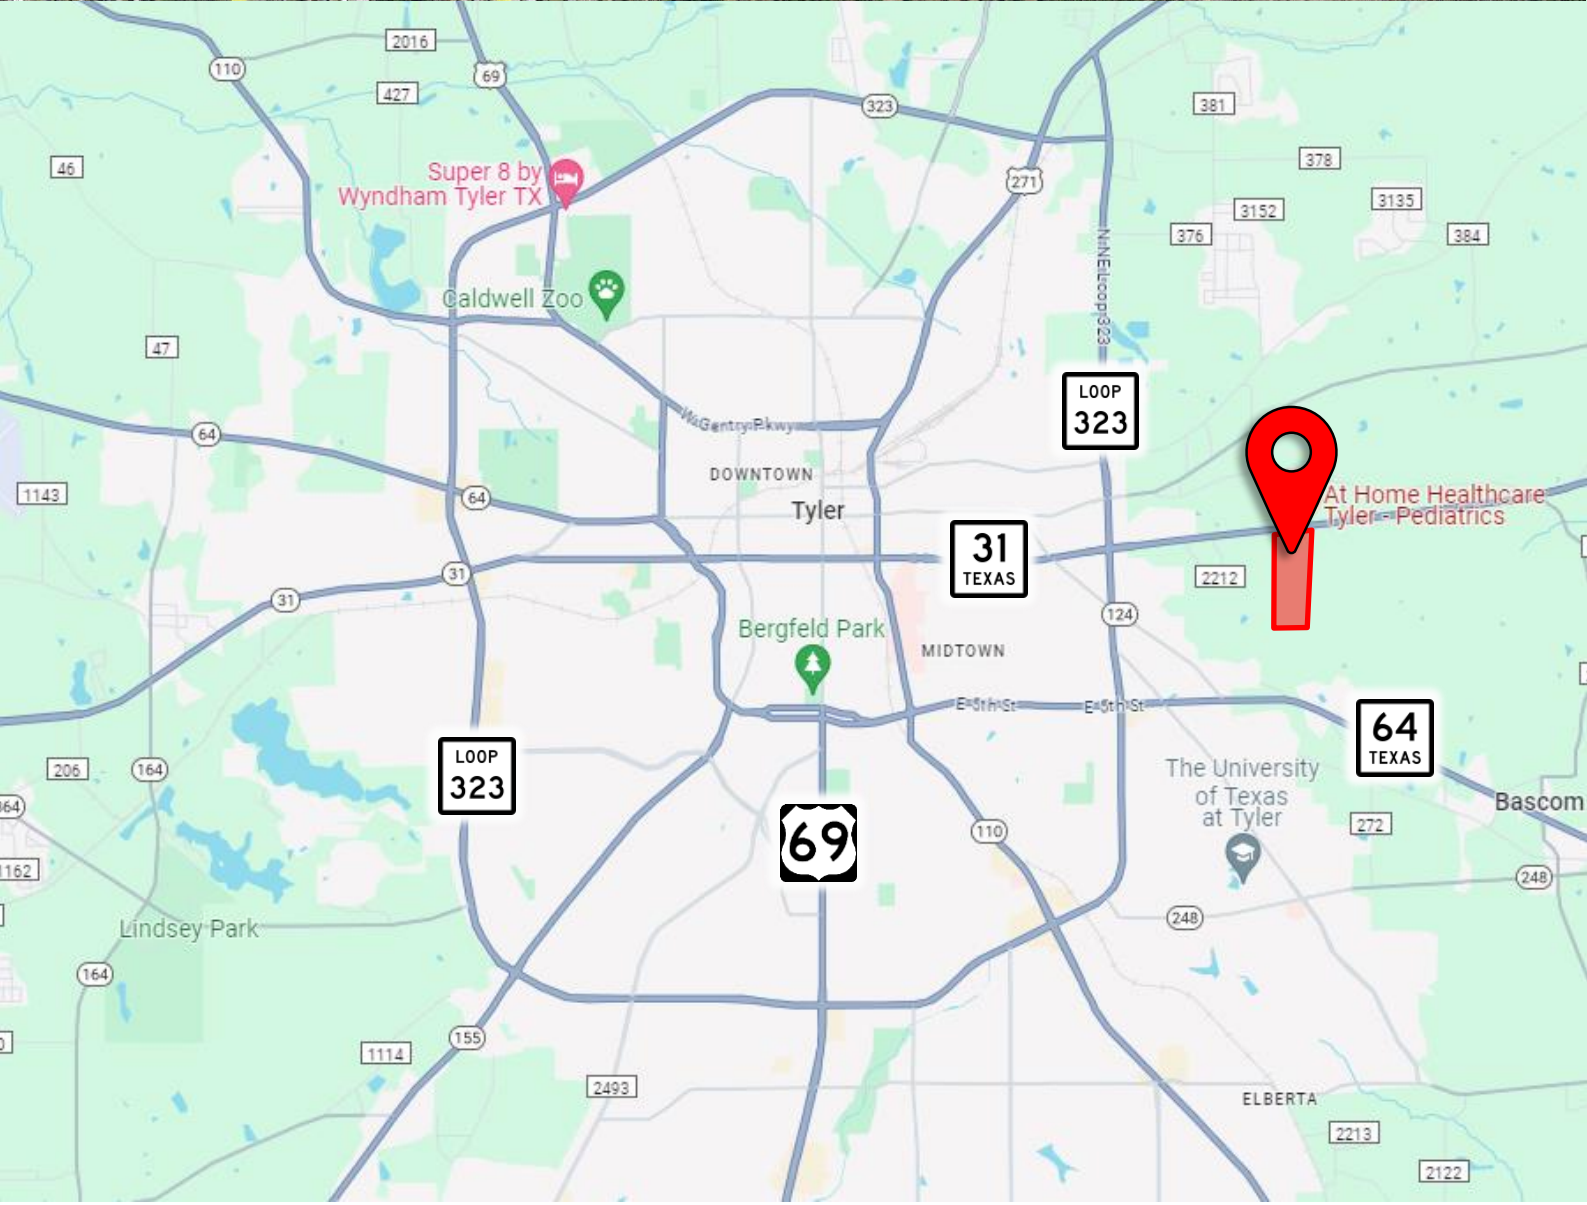 2016
110
69
427
323
381
46
378
Super 8 by
Wyndham Tyler TX
271
3135
3152
376
384
N NE Loop 323
Caldwell Zoo
47
LOOP
323
W Gentry Pkwy
64
DOWNTOWN
1143
64
At Home Healthcare
Tyler - Pediatrics
Tyler
31
TEXAS
31
2212
31
124
Bergfeld Park
MIDTOWN
E 5th St
E 5th St
64
TEXAS
LOOP
323
206
164
The University
of Texas
at Tyler
Bascom
64
69
110
272
1162
248
248
Lindsey Park
164
155
1114
2493
ELBERTA
2213
2122